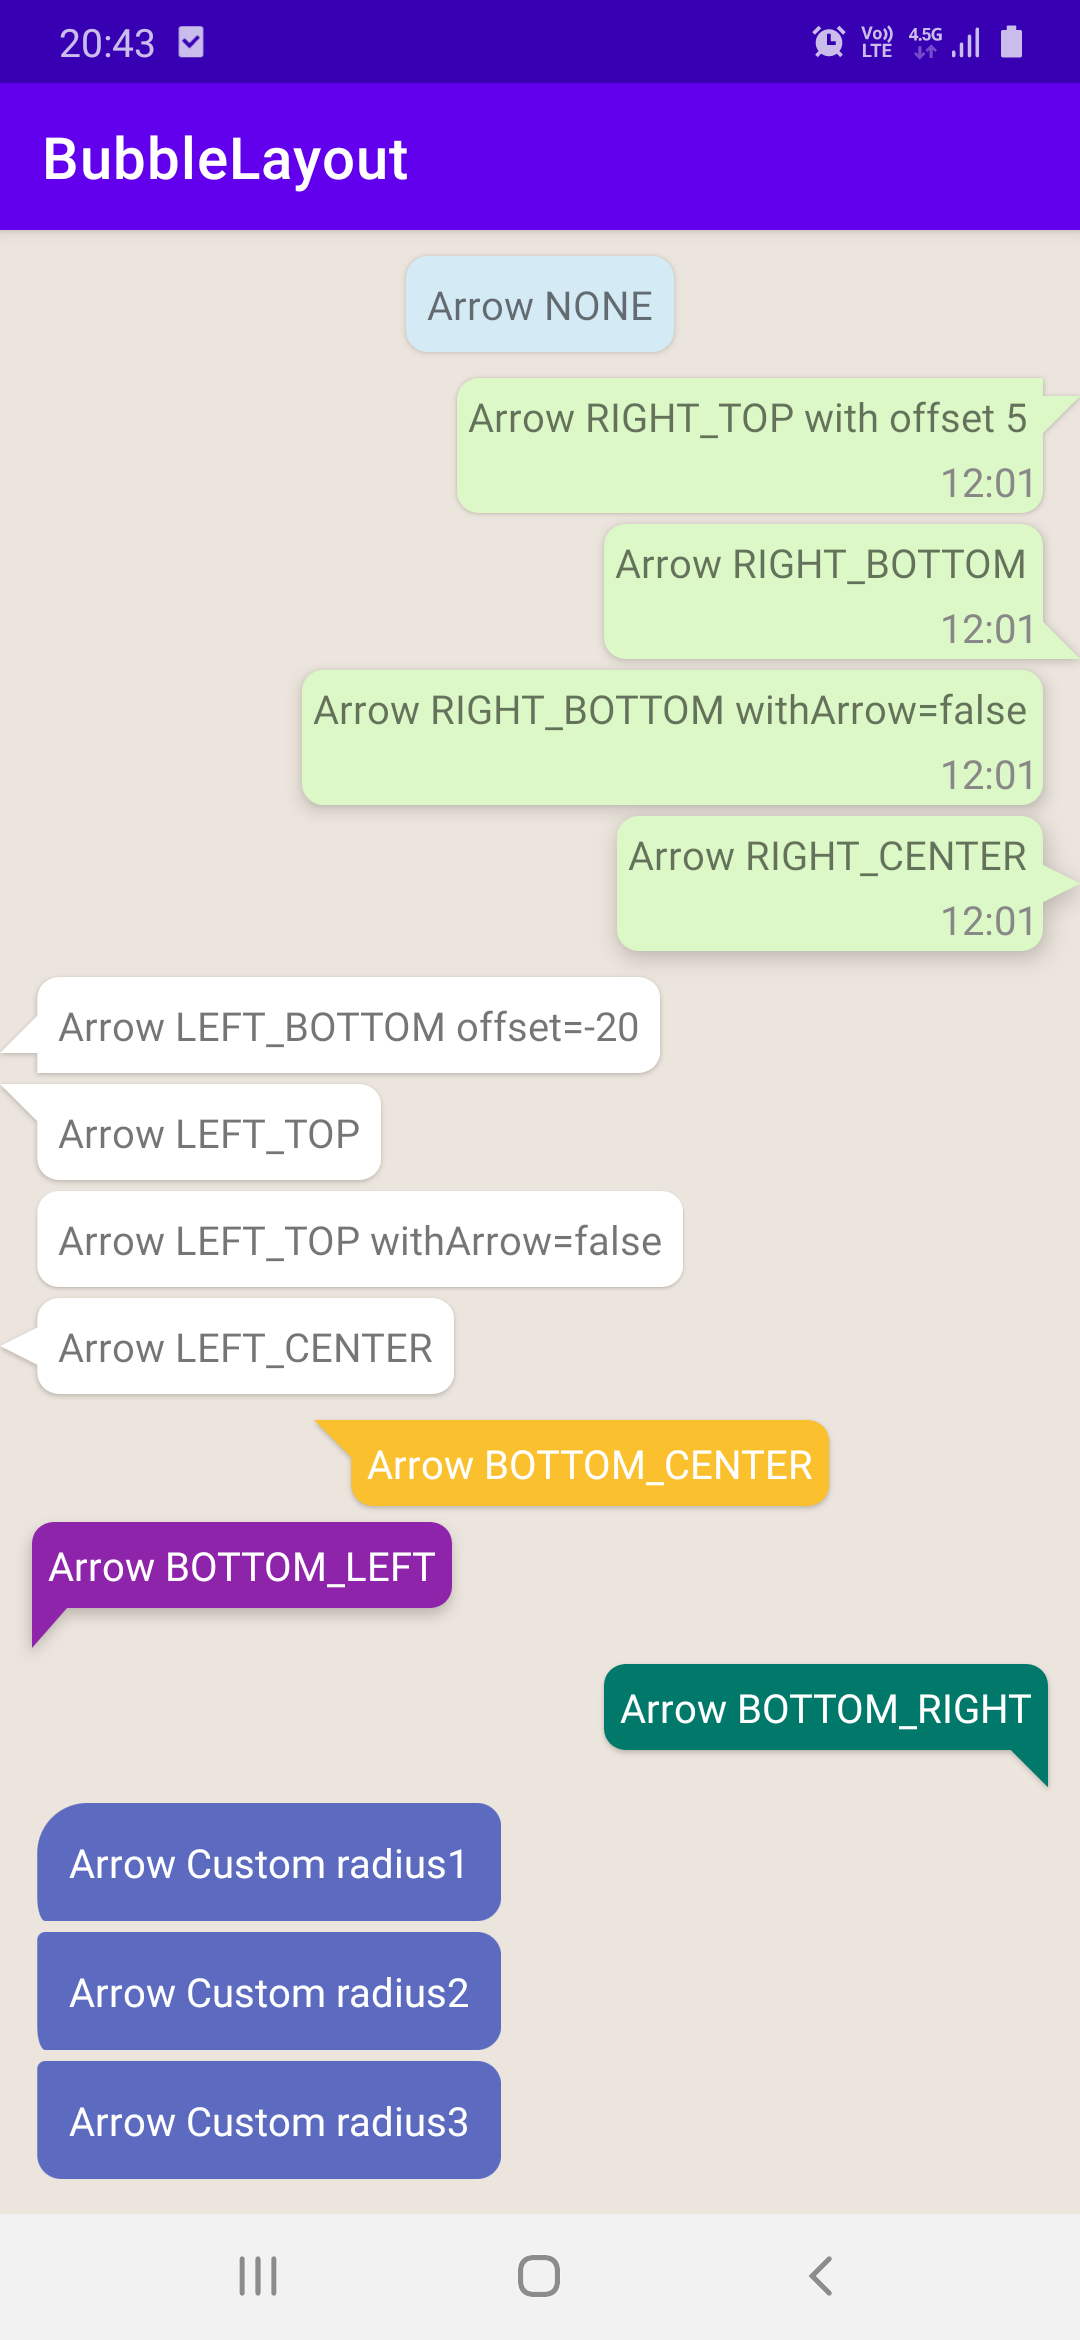 20:43
Vo)) LTE 4.5G
BubbleLayout
Arrow NONE
Arrow RIGHT_TOP with offset 5
12:01
Arrow RIGHT_BOTTOM
12:01
Arrow RIGHT_BOTTOM withArrow=false
12:01
Arrow RIGHT_CENTER
12:01
Arrow LEFT_BOTTOM offset=-20
Arrow LEFT_TOP
Arrow LEFT_TOP withArrow=false
Arrow LEFT_CENTER
Arrow BOTTOM_CENTER
Arrow BOTTOM_LEFT
Arrow BOTTOM_RIGHT
Arrow Custom radius1
Arrow Custom radius2
Arrow Custom radius3